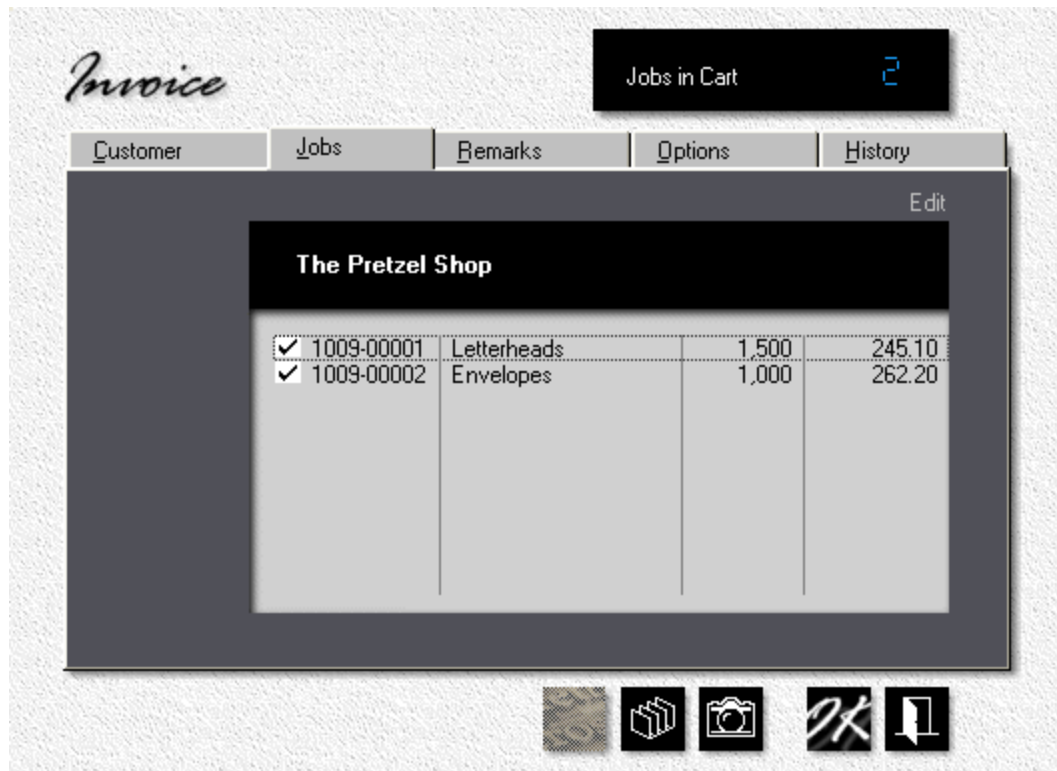 Invoice
Jobs in Cart 2
Customer Jobs Remarks Options History
Edit
The Pretzel Shop
1009-00001 Letterheads 1,500 245.10
1009-00002 Envelopes 1,000 262.20
OK